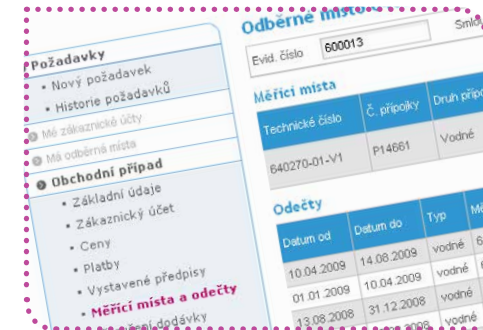 Požadavky
• Nový požadavek
• Historie požadavků
Mé zákaznické účty
Má odběrná místa
Obchodní případ
• Základní údaje
• Zákaznický účet
• Ceny
• Platby
• Vystavené předpisy
• Měřící místa a odečty
dodávky
Odběrné místo
Evid. číslo 600013
Měřící místa
Technické číslo Č. přípojky Druh
640270-01-V1 P14661 Vodné
Odečty
Datum od Datum do Typ
10.04.2009 14.08.2009 vodné
01.01.2009 10.04.2009 vodné
13.08.2008 31.12.2008 vodné